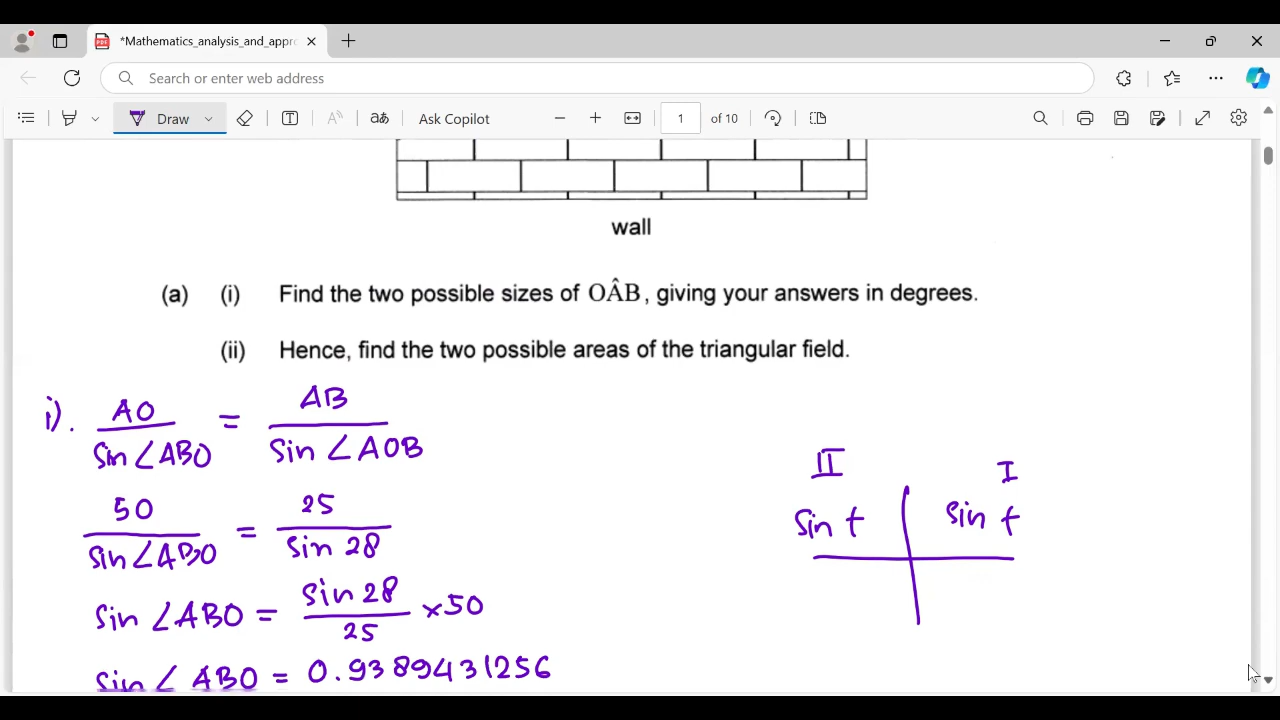 *Mathematics_analysis_and_appro
Search or enter web address
Draw
Ask Copilot
1 of 10
wall
(a) (i) Find the two possible sizes of OÂB, giving your answers in degrees.
(ii) Hence, find the two possible areas of the triangular field.
i). AO / sin ∠ABO = AB / sin ∠AOB
50 / sin ∠ABO = 25 / sin 28
sin ∠ABO = sin 28 / 25 × 50
sin ∠ABO = 0.9389431256
II I
sin + sin +